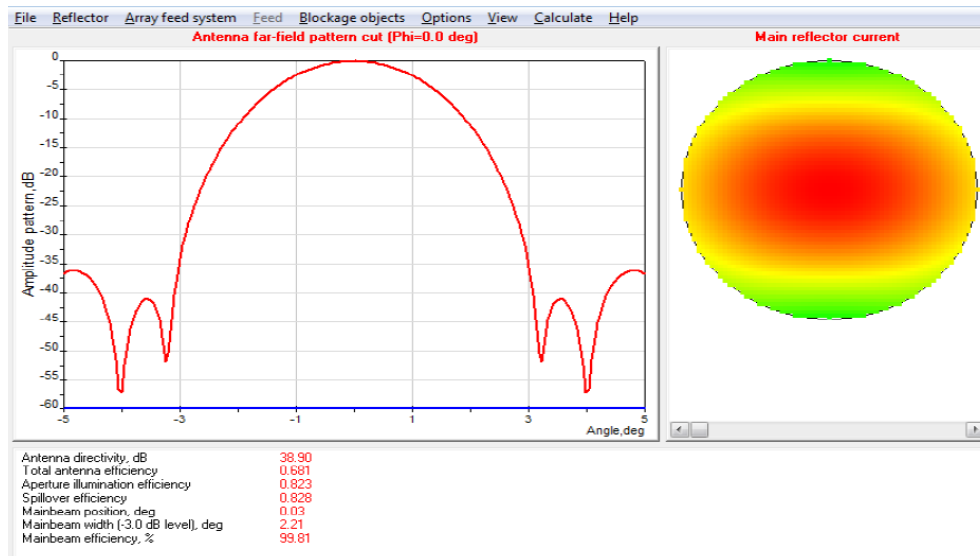 File Reflector Array feed system Feed Blockage objects Options View Calculate Help
Antenna far-field pattern cut (Phi=0.0 deg)
Main reflector current
Amplitude pattern,dB
0
-5
-10
-15
-20
-25
-30
-35
-40
-45
-50
-55
-60
-5 -3 -1 1 3 5
Angle,deg
Antenna directivity, dB 38.90
Total antenna efficiency 0.681
Aperture illumination efficiency 0.823
Spillover efficiency 0.828
Mainbeam position, deg 0.03
Mainbeam width (-3.0 dB level), deg 2.21
Mainbeam efficiency, % 99.81